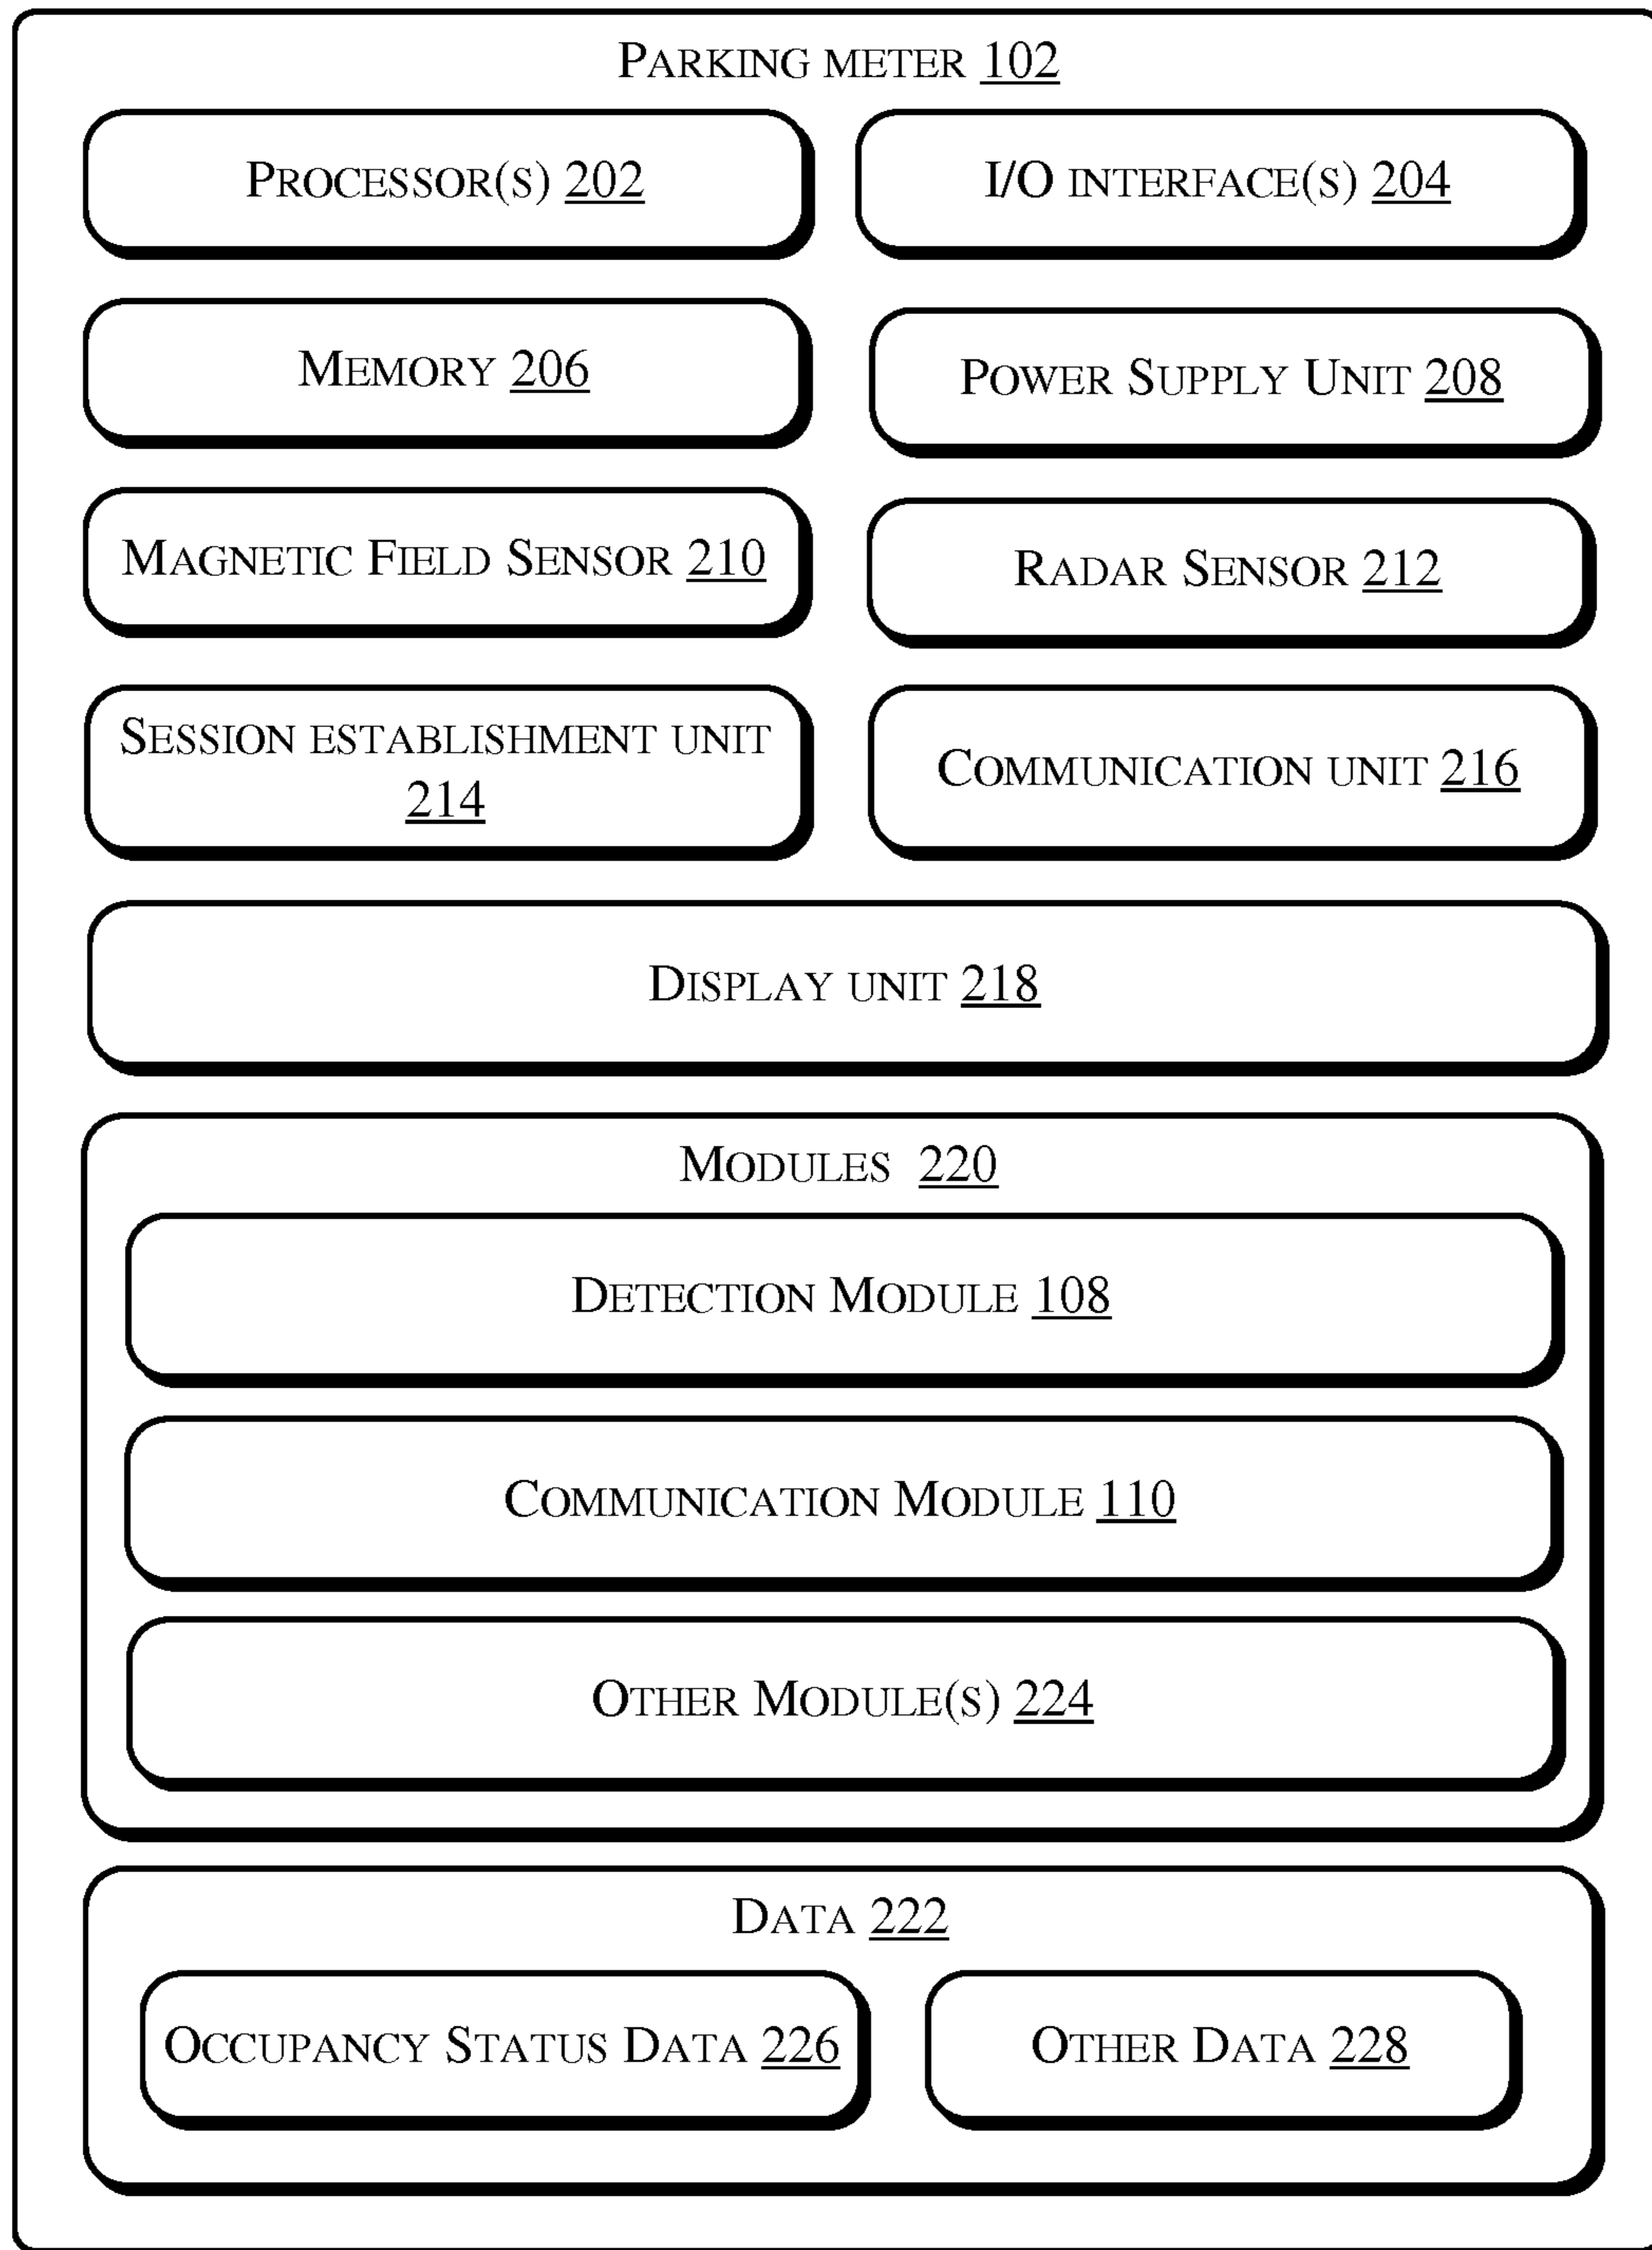 PARKING METER 102
PROCESSOR(S) 202
I/O INTERFACE(S) 204
MEMORY 206
POWER SUPPLY UNIT 208
MAGNETIC FIELD SENSOR 210
RADAR SENSOR 212
SESSION ESTABLISHMENT UNIT
214
COMMUNICATION UNIT 216
DISPLAY UNIT 218
MODULES 220
DETECTION MODULE 108
COMMUNICATION MODULE 110
OTHER MODULE(S) 224
DATA 222
OCCUPANCY STATUS DATA 226
OTHER DATA 228